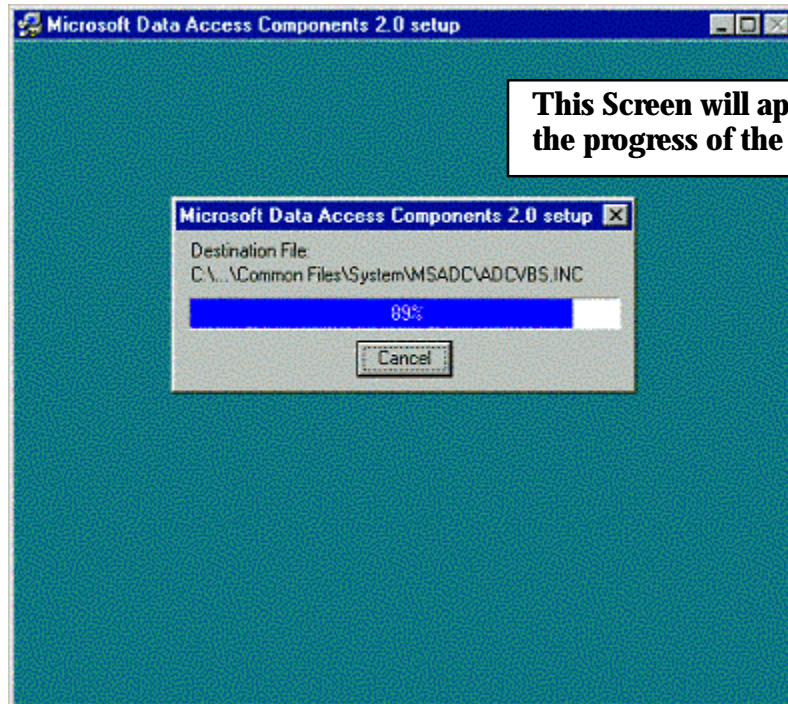 Microsoft Data Access Components 2.0 setup
This Screen will ap
the progress of the
Microsoft Data Access Components 2.0 setup
Destination File:
C:\...\Common Files\System\MSADC\ADCVBS.INC
89%
Cancel